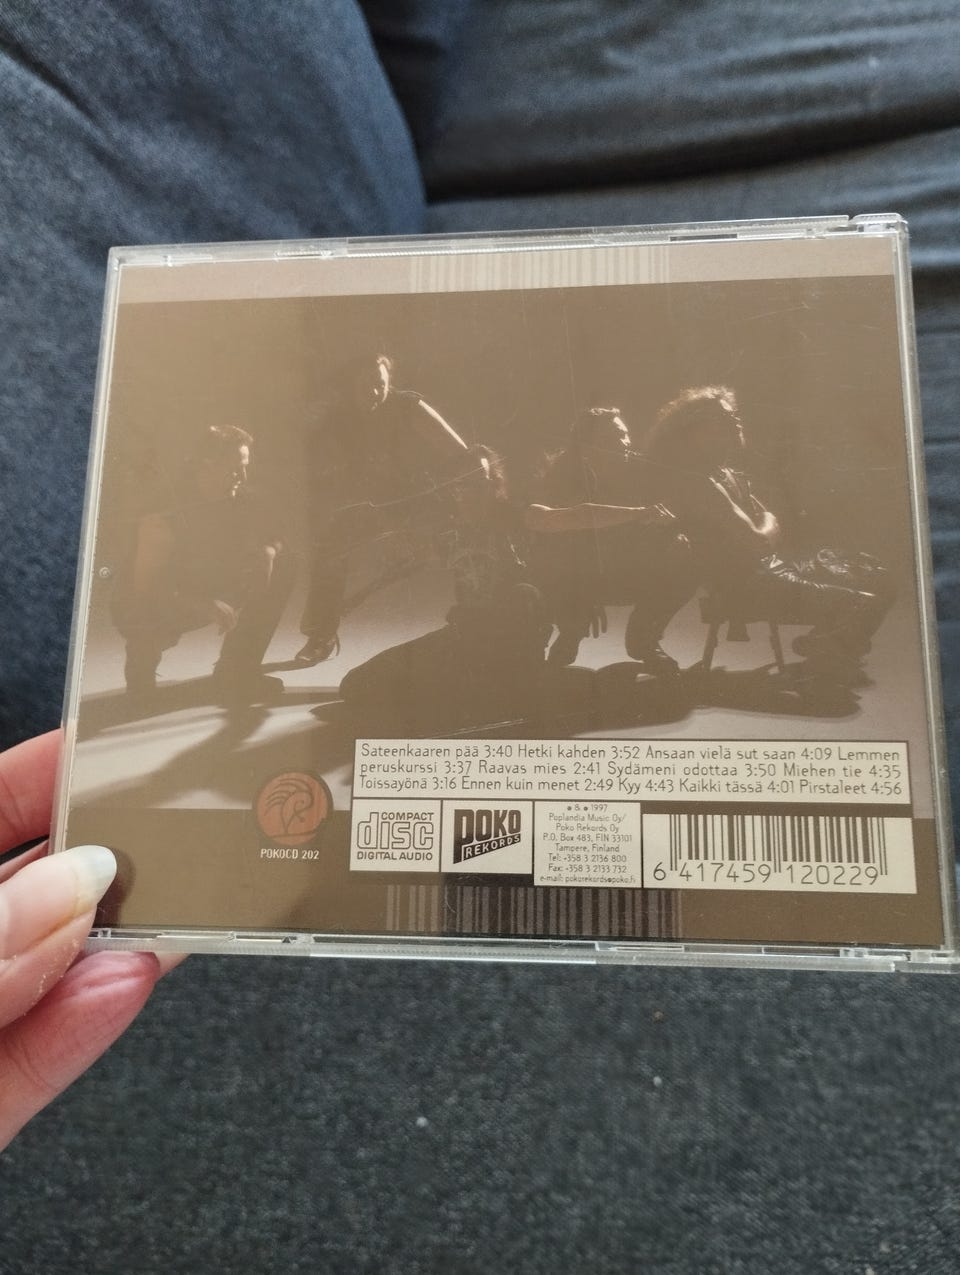 Sateenkaaren pää 3:40 Hetki kahden 3:52 Ansaan vielä sut saan 4:09 Lemmen
peruskurssi 3:37 Raavas mies 2:41 Sydämeni odottaa 3:50 Miehen tie 4:35
Toissayönä 3:16 Ennen kuin menet 2:49 Kyy 4:43 Kaikki tässä 4:01 Pirstaleet 4:56
POKOCD 202
COMPACT
disc
DIGITAL AUDIO
POKO
REKORDS
℗ & © 1997
Poplandia Music Oy/
Poko Rekords Oy
P.O. Box 483, FIN 33101
Tampere, Finland
Tel: +358 3 2136 800
Fax: +358 3 2133 732
e-mail: pokorekords@poko.fi
6 417459 120229